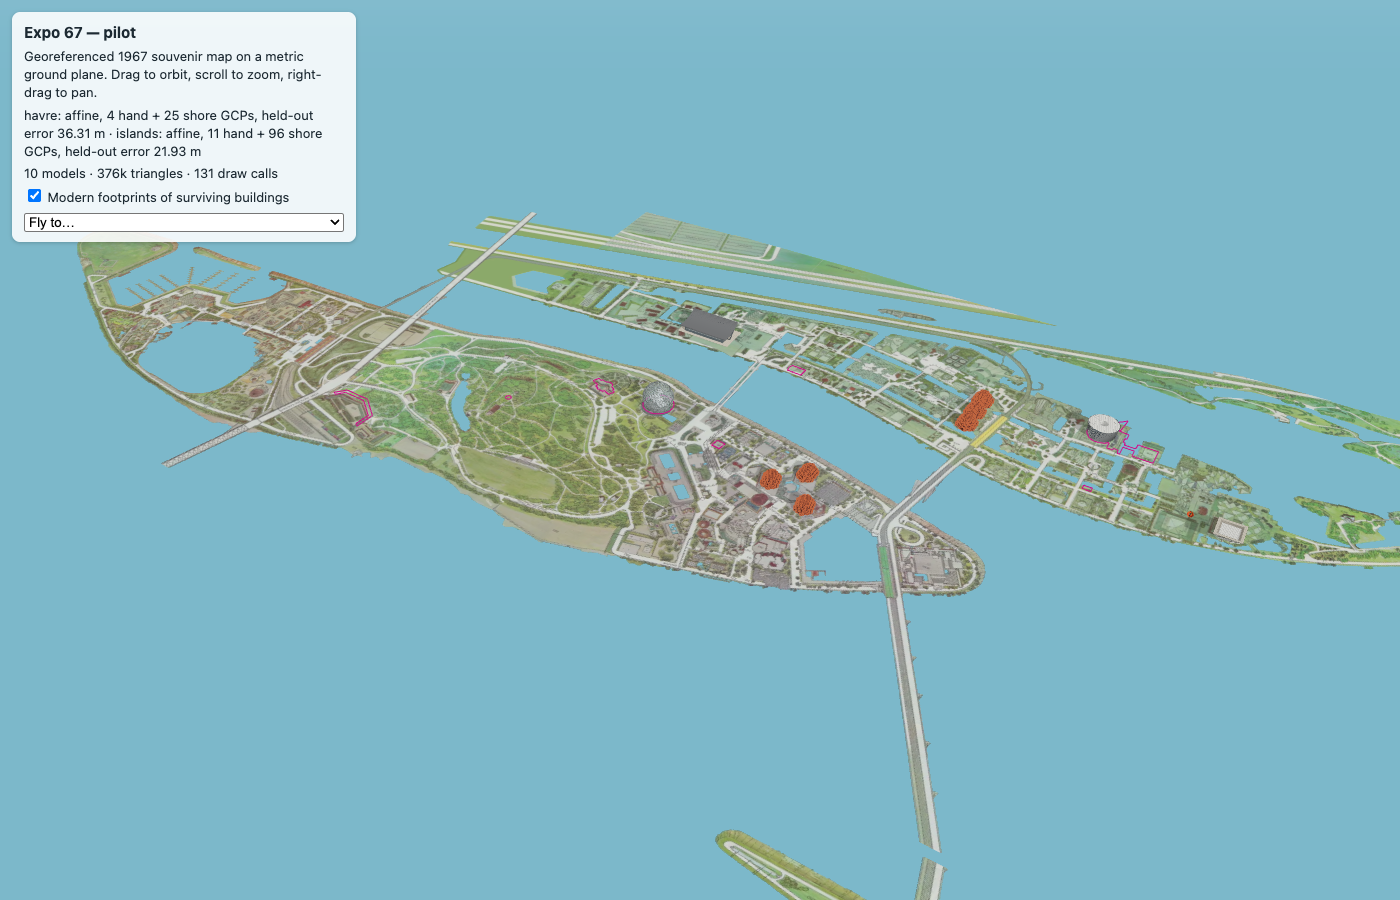 Expo 67 — pilot
Georeferenced 1967 souvenir map on a metric
ground plane. Drag to orbit, scroll to zoom, right-
drag to pan.
havre: affine, 4 hand + 25 shore GCPs, held-out
error 36.31 m · islands: affine, 11 hand + 96 shore
GCPs, held-out error 21.93 m
10 models · 376k triangles · 131 draw calls
Modern footprints of surviving buildings
Fly to…